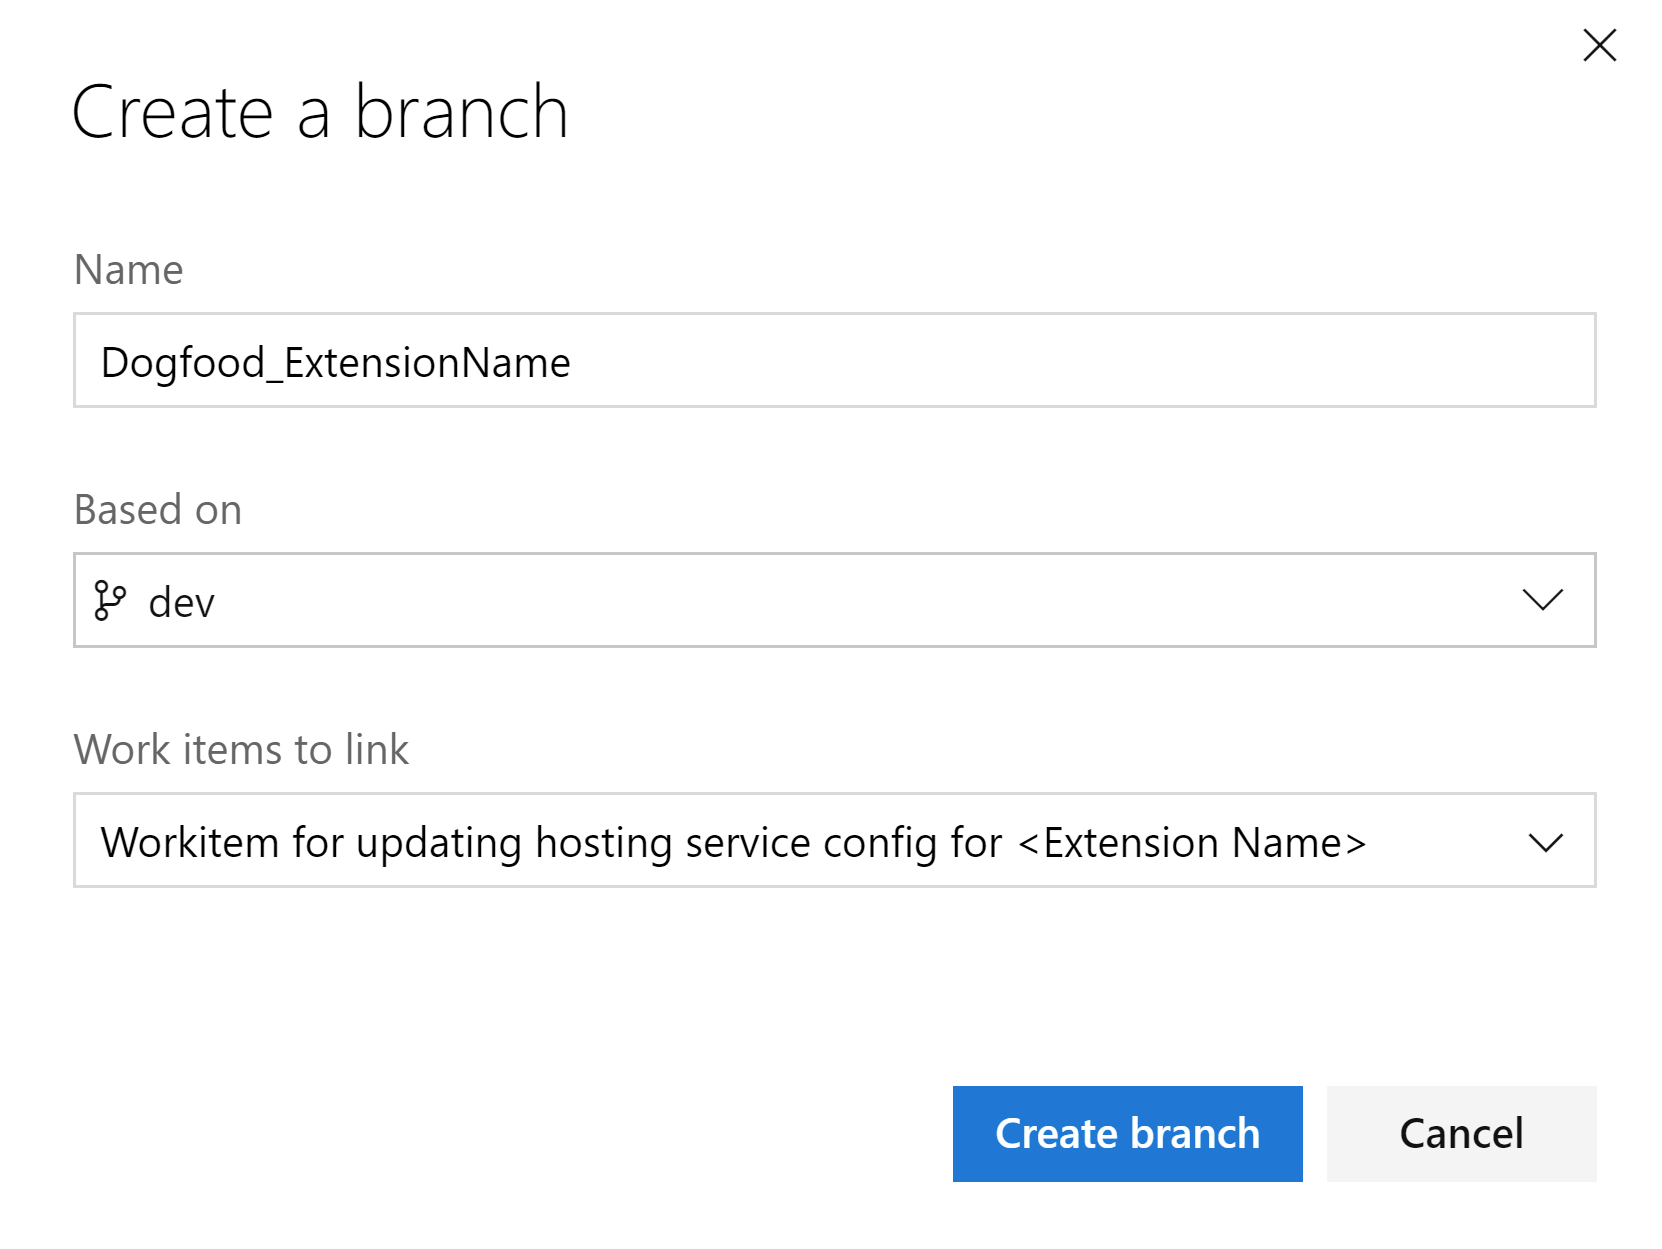 Create a branch
Name
Dogfood_ExtensionName
Based on
dev
Work items to link
Workitem for updating hosting service config for <Extension Name>
Create branch
Cancel